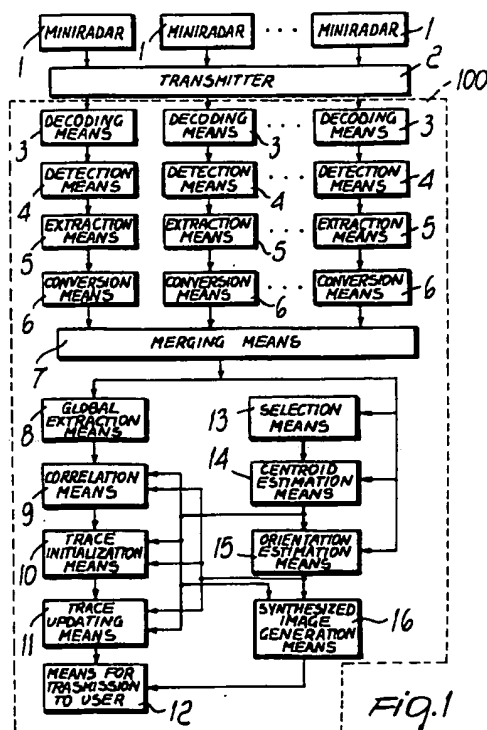 MINIRADAR MINIRADAR · · · MINIRADAR 1
1 1
TRANSMITTER 2
100
DECODING MEANS 3 DECODING MEANS 3 · · · DECODING MEANS 3
DETECTION MEANS 4 DETECTION MEANS 4 · · · DETECTION MEANS 4
EXTRACTION MEANS 5 EXTRACTION MEANS 5 · · · EXTRACTION MEANS 5
CONVERSION MEANS 6 CONVERSION MEANS 6 · · · CONVERSION MEANS 6
MERGING MEANS
7
GLOBAL EXTRACTION MEANS 8
13 SELECTION MEANS
CORRELATION MEANS 9
14 CENTROID ESTIMATION MEANS
TRACE INITIALIZATION MEANS 10
15 ORIENTATION ESTIMATION MEANS
TRACE UPDATING MEANS 11
SYNTHESIZED IMAGE GENERATION MEANS 16
MEANS FOR TRASMISSION TO USER 12
Fig.1